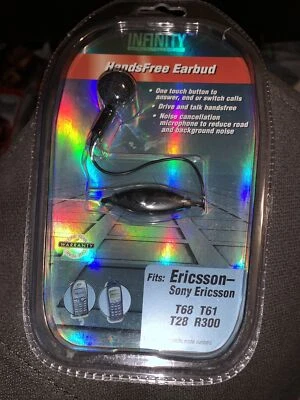 INFINITY
HandsFree Earbud
• One touch button to
answer, end or switch calls
• Drive and talk handsfree
• Noise cancellation
microphone to reduce road
and background noise
WARRANTY
Fits: Ericsson–
Sony Ericsson
T68 T61
T28 R300